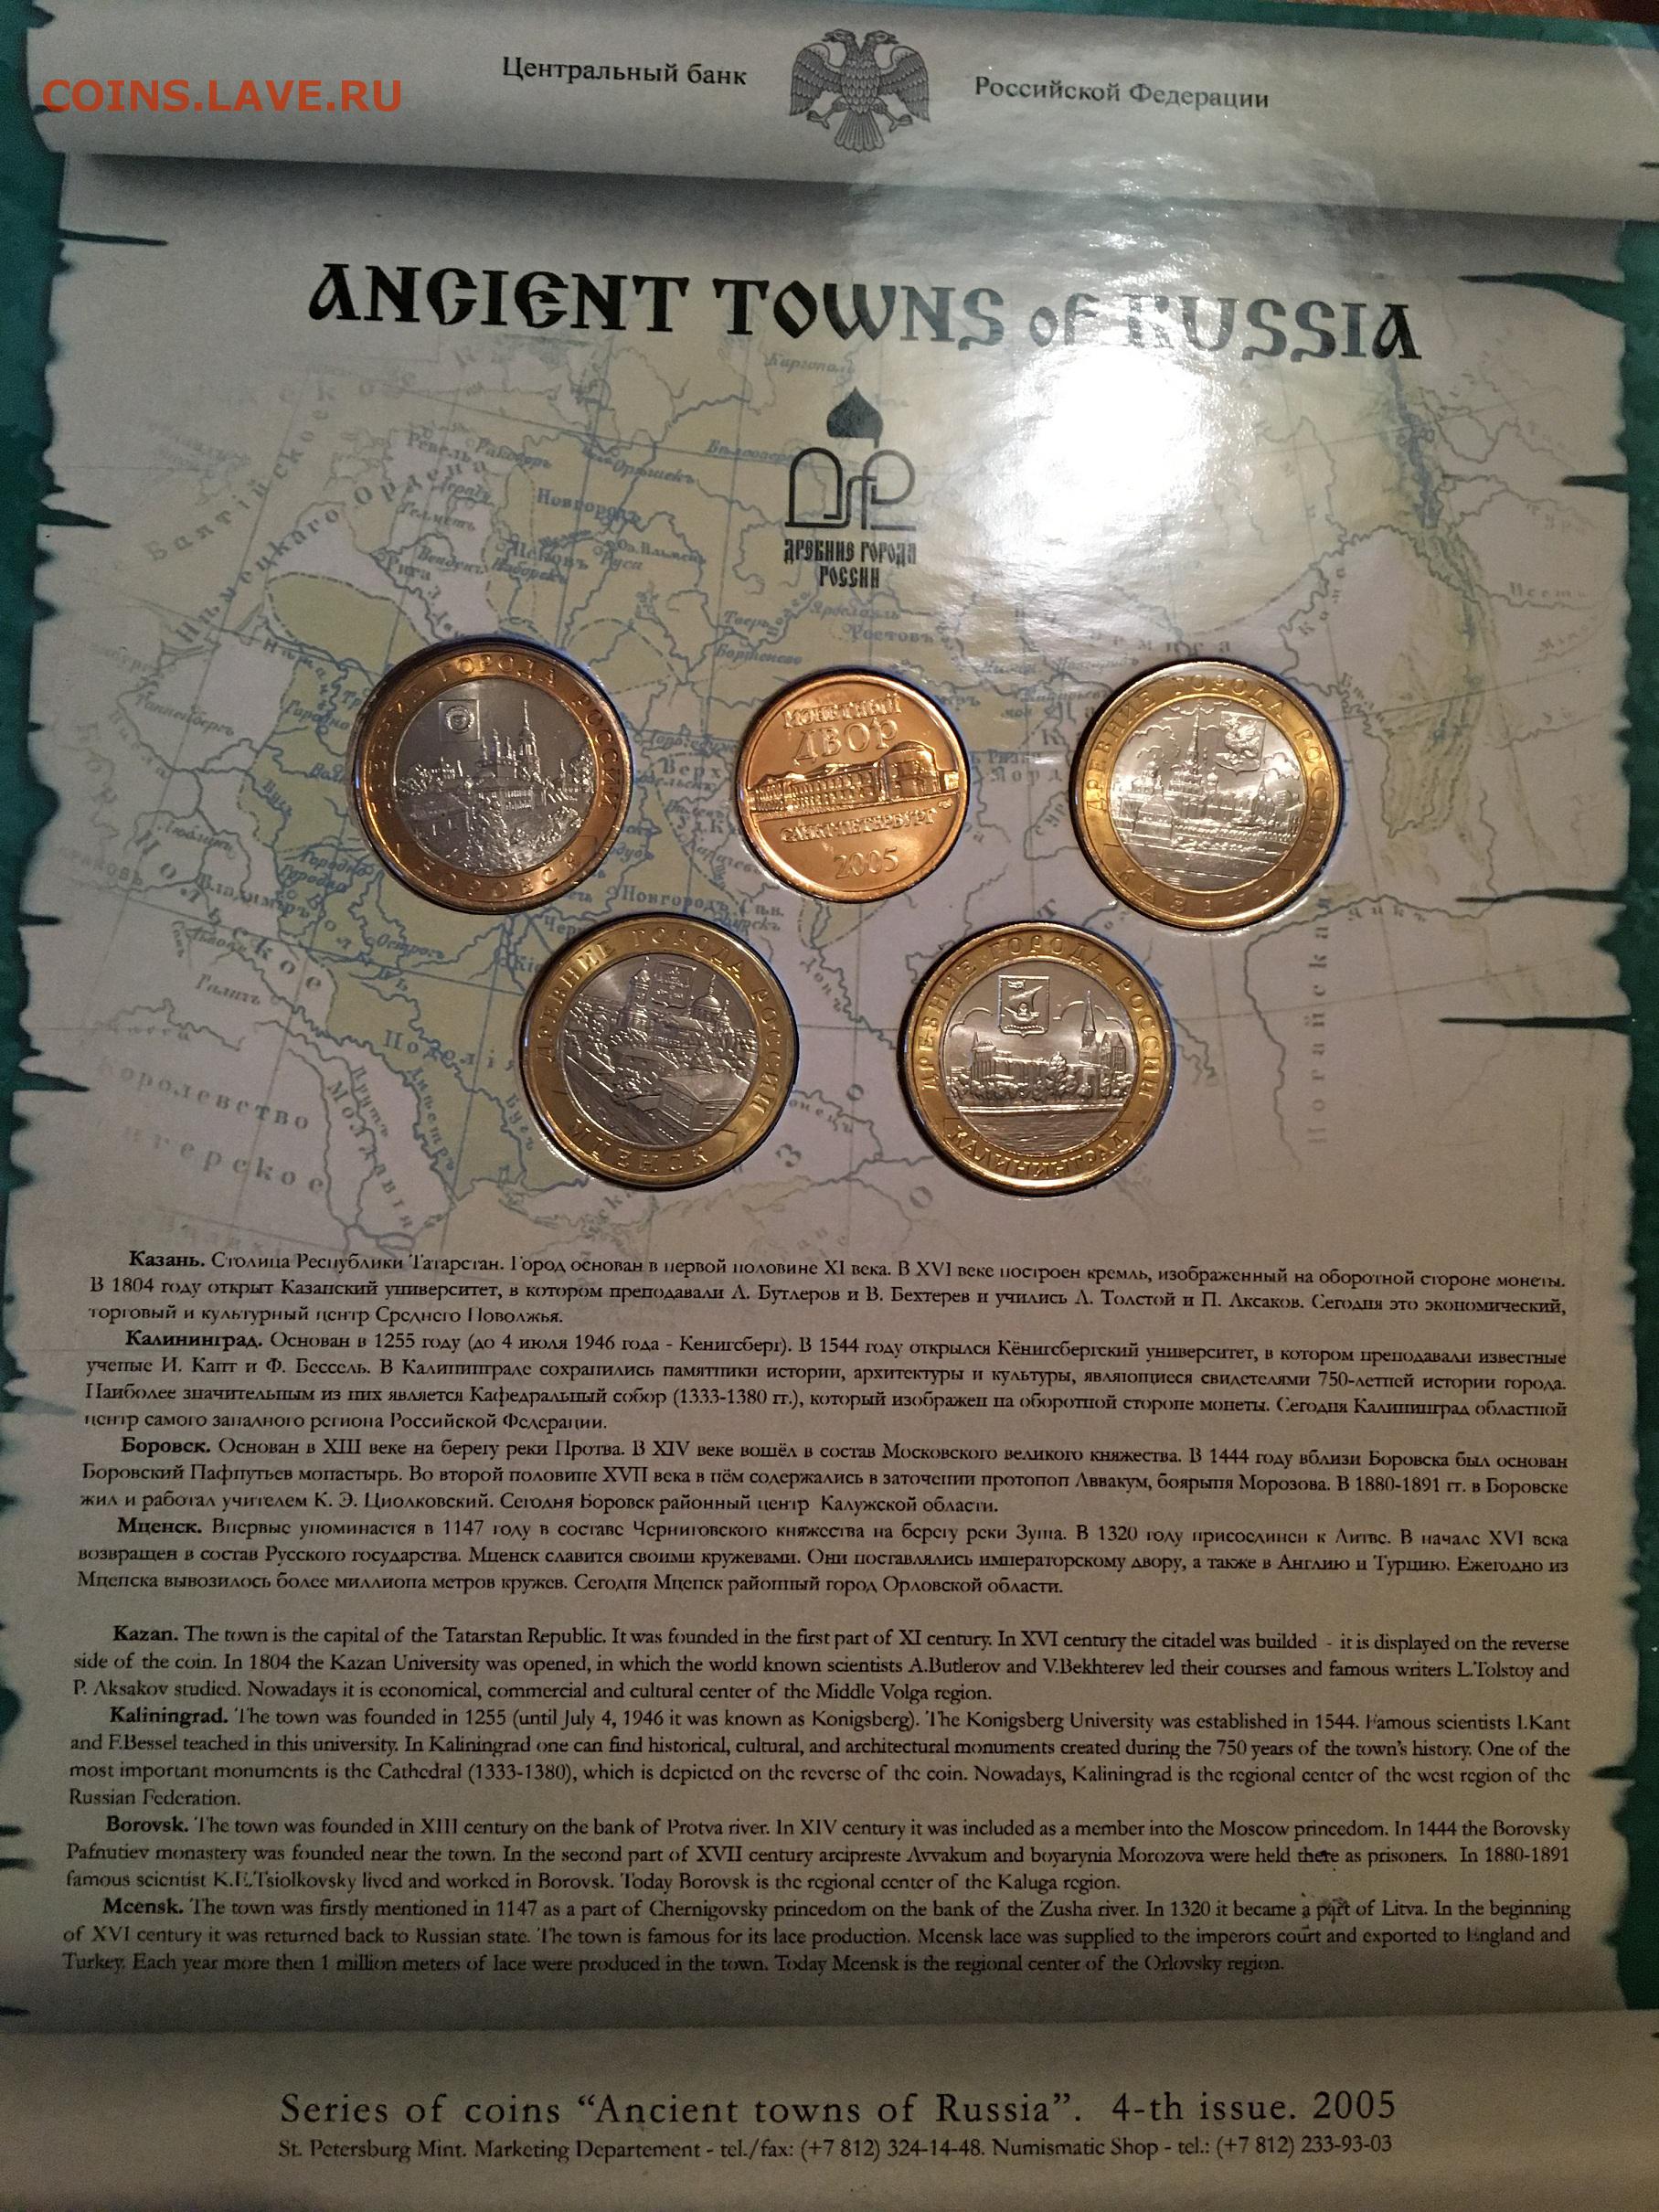 COINS.LAVE.RU
Центральный банк
Российской Федерации
ANCIENT TOWNS of RUSSIA
Каргополь
Ревель Раковоръ
Орѣшекъ
Новгородъ
Рига
ДРЕВНИЕ ГОРОДА
РОССИИ
Ярославль
Ростовъ
ДРЕВНИЕ ГОРОДА РОССИИ
БОРОВСК
МОНЕТНЫЙ
ДВОР
САНКТ-ПЕТЕРБУРГ
2005
ДРЕВНИЕ ГОРОДА РОССИИ
КАЗАНЬ
ДРЕВНИЕ ГОРОДА РОССИИ
МЦЕНСК
ДРЕВНИЕ ГОРОДА РОССИИ
КАЛИНИНГРАД
Казань. Столица Республики Татарстан. Город основан в первой половине XI века. В XVI веке построен кремль, изображенный на оборотной стороне монеты.
В 1804 году открыт Казанский университет, в котором преподавали А. Бутлеров и В. Бехтерев и учились Л. Толстой и П. Аксаков. Сегодня это экономический,
торговый и культурный центр Среднего Поволжья.
Калининград. Основан в 1255 году (до 4 июля 1946 года - Кенигсберг). В 1544 году открылся Кёнигсбергский университет, в котором преподавали известные
ученые И. Кант и Ф. Бессель. В Калининграде сохранились памятники истории, архитектуры и культуры, являющиеся свидетелями 750-летней истории города.
Наиболее значительным из них является Кафедральный собор (1333-1380 гг.), который изображен на оборотной стороне монеты. Сегодня Калининград областной
центр самого западного региона Российской Федерации.
Боровск. Основан в XIII веке на берегу реки Протва. В XIV веке вошёл в состав Московского великого княжества. В 1444 году вблизи Боровска был основан
Боровский Пафнутьев монастырь. Во второй половине XVII века в нём содержались в заточении протопоп Аввакум, боярыня Морозова. В 1880-1891 гг. в Боровске
жил и работал учителем К. Э. Циолковский. Сегодня Боровск районный центр Калужской области.
Мценск. Впервые упоминается в 1147 году в составе Черниговского княжества на берегу реки Зуша. В 1320 году присоединен к Литве. В начале XVI века
возвращен в состав Русского государства. Мценск славится своими кружевами. Они поставлялись императорскому двору, а также в Англию и Турцию. Ежегодно из
Мценска вывозилось более миллиона метров кружев. Сегодня Мценск районный город Орловской области.
Kazan. The town is the capital of the Tatarstan Republic. It was founded in the first part of XI century. In XVI century the citadel was builded - it is displayed on the reverse
side of the coin. In 1804 the Kazan University was opened, in which the world known scientists A.Butlerov and V.Bekhterev led their courses and famous writers L.Tolstoy and
P. Aksakov studied. Nowadays it is economical, commercial and cultural center of the Middle Volga region.
Kaliningrad. The town was founded in 1255 (until July 4, 1946 it was known as Konigsberg). The Konigsberg University was established in 1544. Famous scientists I.Kant
and F.Bessel teached in this university. In Kaliningrad one can find historical, cultural, and architectural monuments created during the 750 years of the town's history. One of the
most important monuments is the Cathedral (1333-1380), which is depicted on the reverse of the coin. Nowadays, Kaliningrad is the regional center of the west region of the
Russian Federation.
Borovsk. The town was founded in XIII century on the bank of Protva river. In XIV century it was included as a member into the Moscow princedom. In 1444 the Borovsky
Pafnutiev monastery was founded near the town. In the second part of XVII century arcipreste Avvakum and boyarynia Morozova were held there as prisoners. In 1880-1891
famous scientist K.E.Tsiolkovsky lived and worked in Borovsk. Today Borovsk is the regional center of the Kaluga region.
Mcensk. The town was firstly mentioned in 1147 as a part of Chernigovsky princedom on the bank of the Zusha river. In 1320 it became a part of Litva. In the beginning
of XVI century it was returned back to Russian state. The town is famous for its lace production. Mcensk lace was supplied to the imperors court and exported to England and
Turkey. Each year more then 1 million meters of lace were produced in the town. Today Mcensk is the regional center of the Orlovsky region.
Series of coins “Ancient towns of Russia”. 4-th issue. 2005
St. Petersburg Mint. Marketing Departement - tel./fax: (+7 812) 324-14-48. Numismatic Shop - tel.: (+7 812) 233-93-03